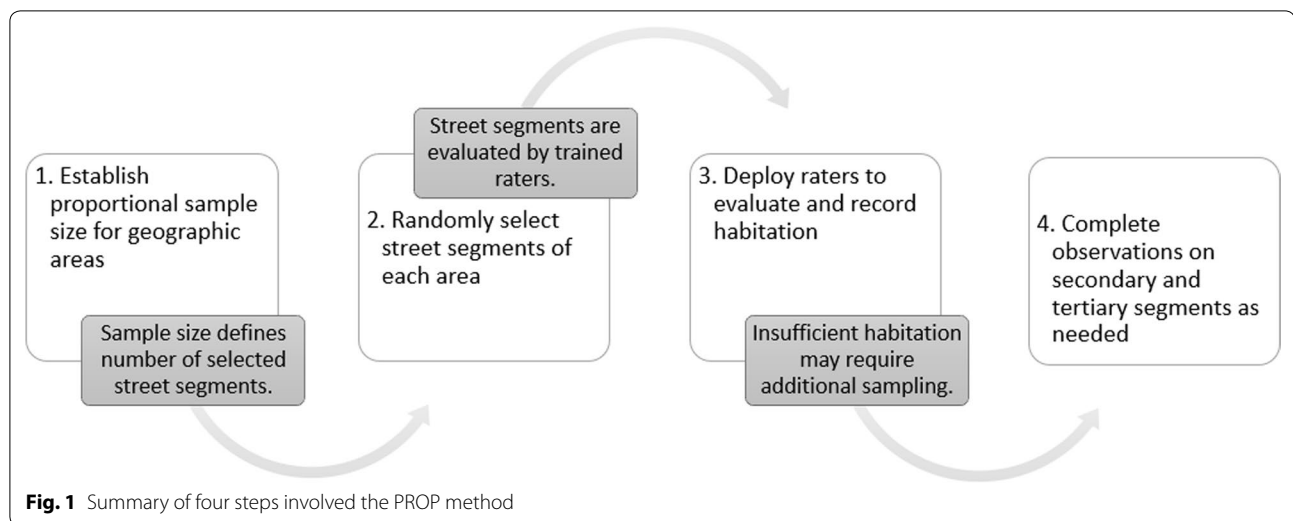 1. Establish
proportional sample
size for geographic
areas
Sample size defines
number of selected
street segments.
Street segments are
evaluated by trained
raters.
2. Randomly select
street segments of
each area
3. Deploy raters to
evaluate and record
habitation
Insufficient habitation
may require
additional sampling.
4. Complete
observations on
secondary and
tertiary segments as
needed
Fig. 1 Summary of four steps involved the PROP method